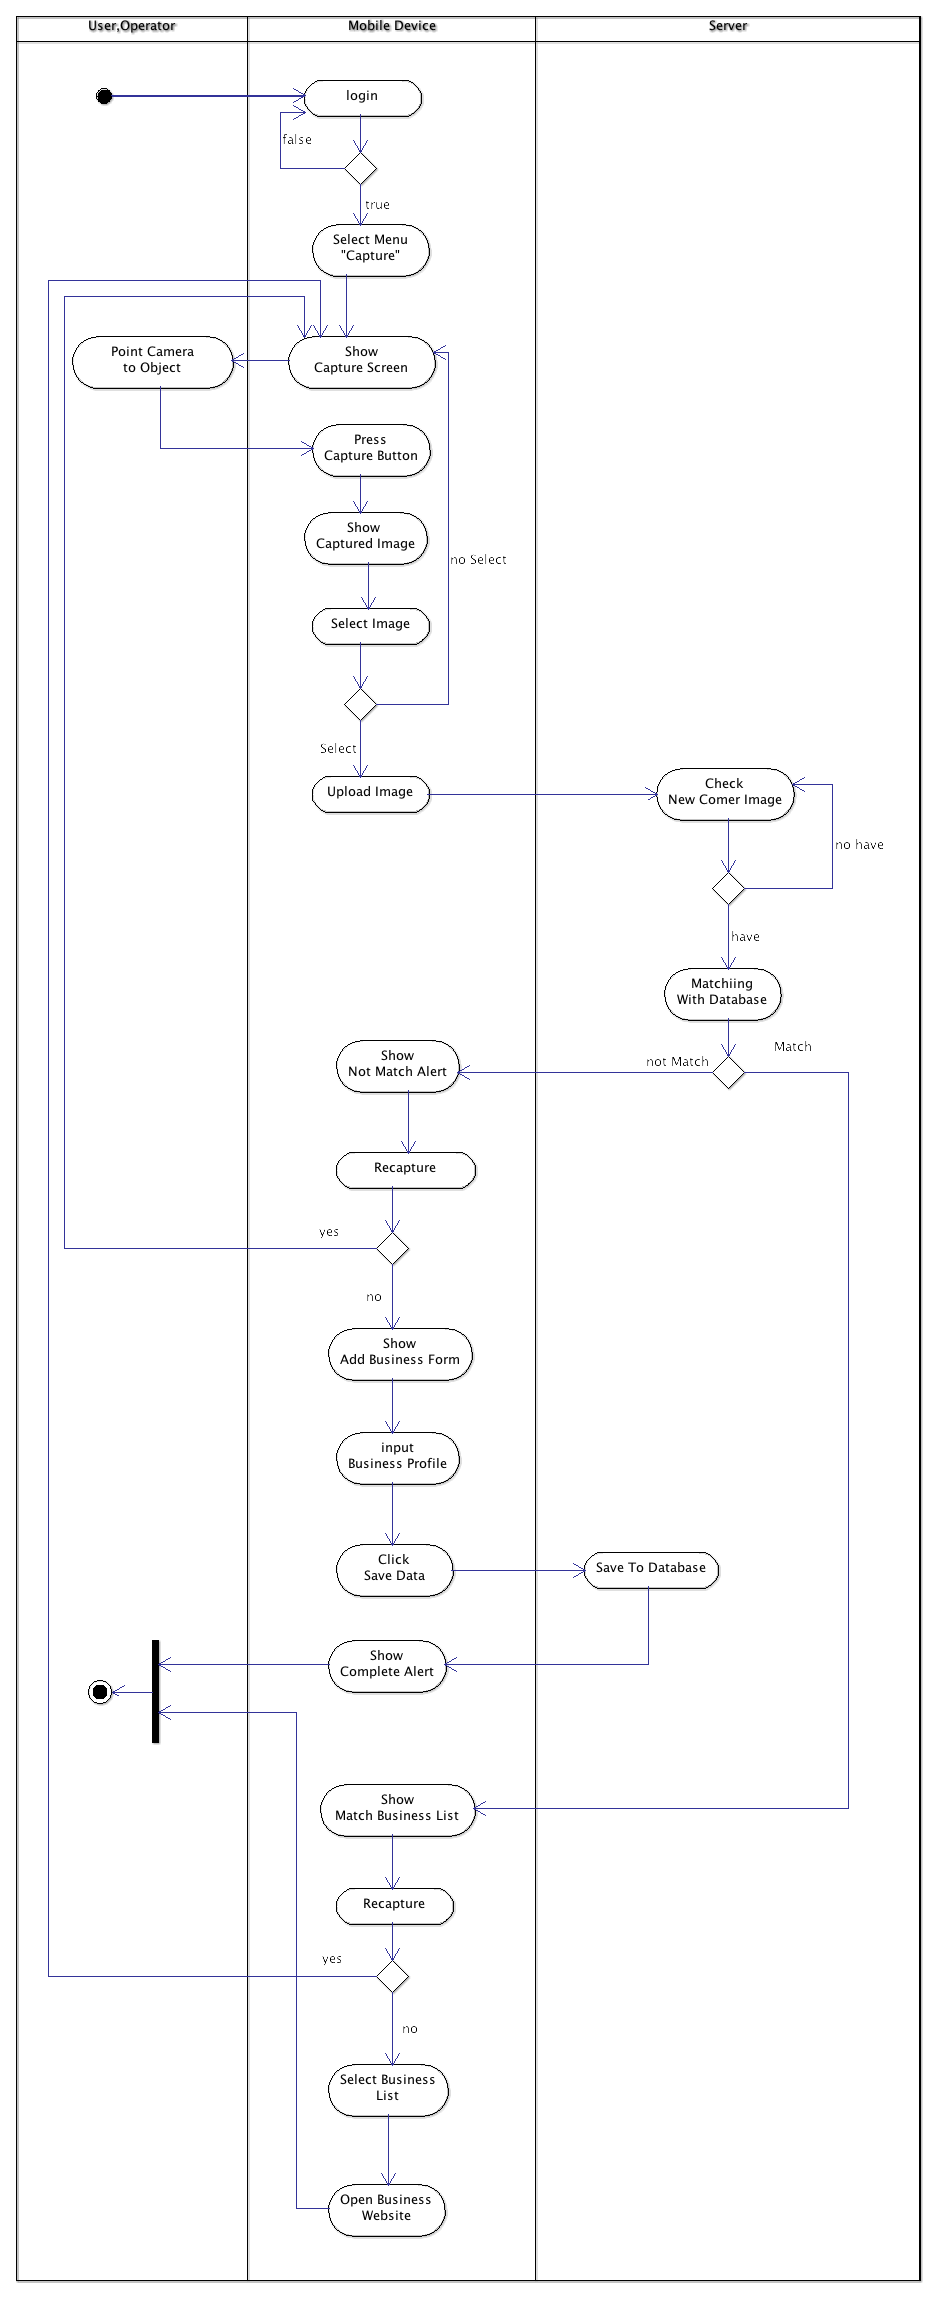 User,Operator
Mobile Device
Server
login
false
true
Select Menu
"Capture"
Point Camera
to Object
Show
Capture Screen
Press
Capture Button
Show
Captured Image
no Select
Select Image
Select
Upload Image
Check
New Comer Image
no have
have
Matchiing
With Database
Show
Not Match Alert
not Match
Match
Recapture
yes
no
Show
Add Business Form
input
Business Profile
Click
Save Data
Save To Database
Show
Complete Alert
Show
Match Business List
Recapture
yes
no
Select Business
List
Open Business
Website